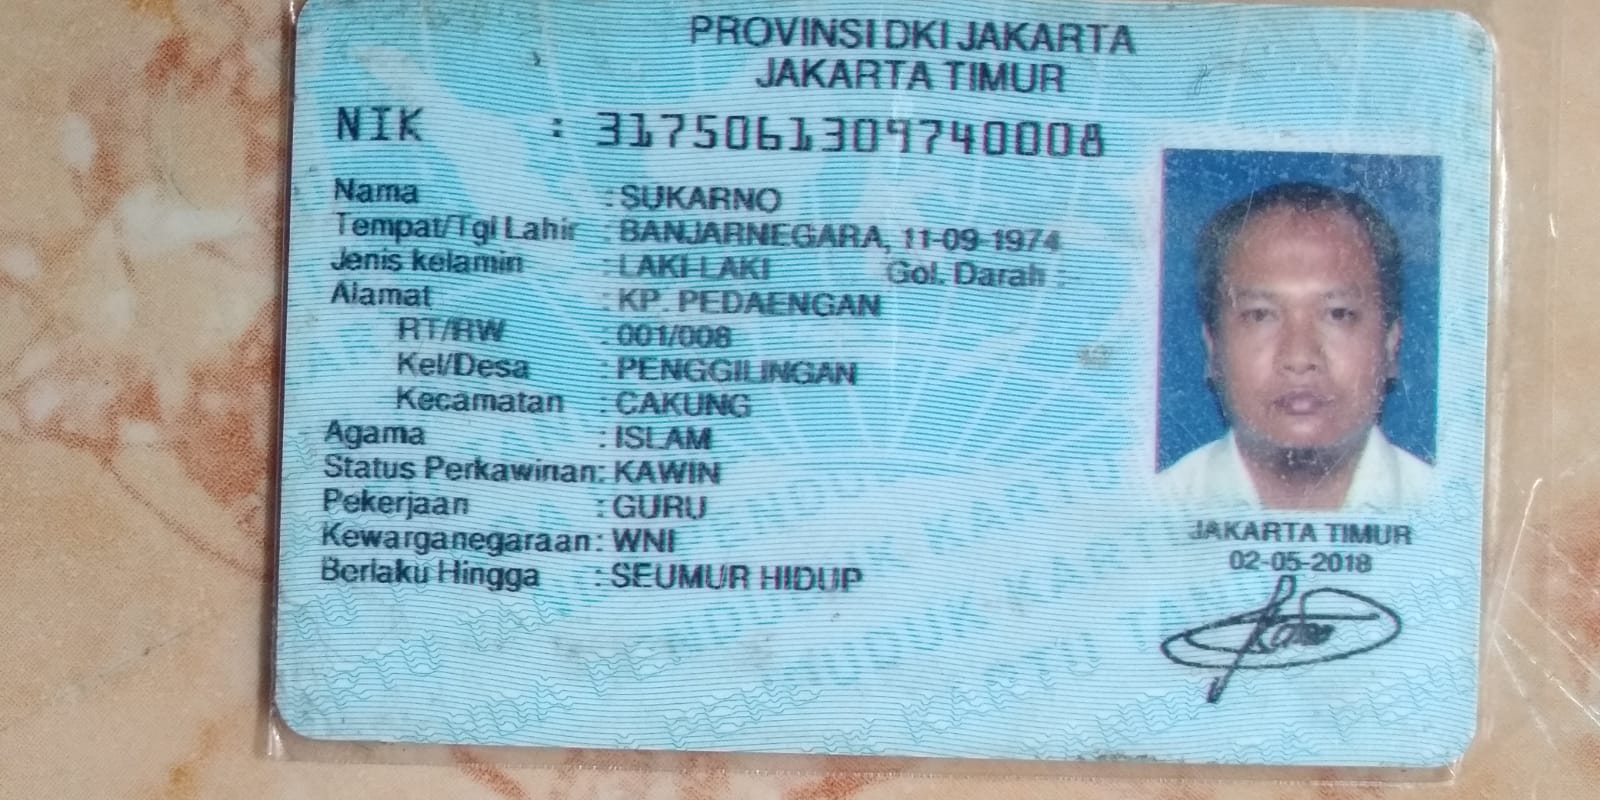 PROVINSI DKI JAKARTA
JAKARTA TIMUR
NIK : 3175061309740008
Nama : SUKARNO
Tempat/Tgl Lahir : BANJARNEGARA, 11-09-1974
Jenis kelamin : LAKI-LAKI Gol. Darah :
Alamat : KP. PEDAENGAN
RT/RW : 001/008
Kel/Desa : PENGGILINGAN
Kecamatan : CAKUNG
Agama : ISLAM
Status Perkawinan: KAWIN
Pekerjaan : GURU
Kewarganegaraan: WNI
Berlaku Hingga : SEUMUR HIDUP
JAKARTA TIMUR
02-05-2018